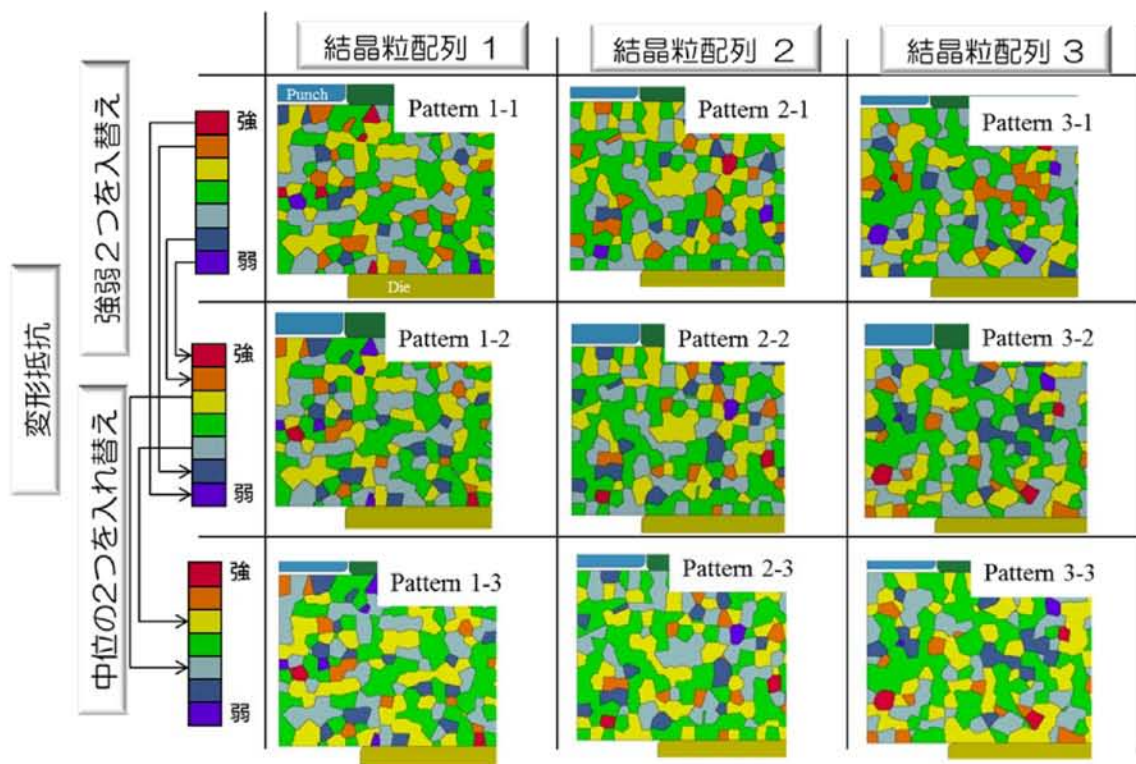 結晶粒配列 1
結晶粒配列 2
結晶粒配列 3
変形抵抗
強弱2つを入替え
中位の2つを入れ替え
強
弱
強
弱
強
弱
Punch
Die
Pattern 1-1
Pattern 2-1
Pattern 3-1
Pattern 1-2
Pattern 2-2
Pattern 3-2
Pattern 1-3
Pattern 2-3
Pattern 3-3